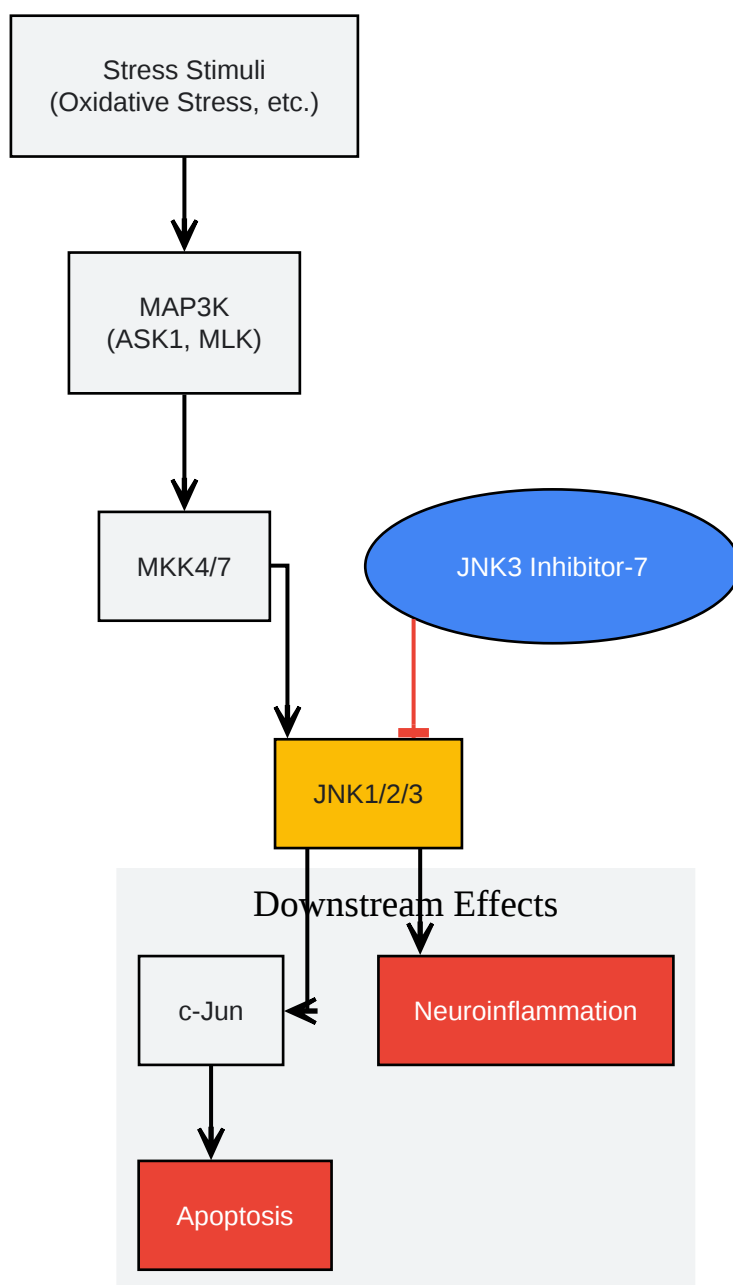 Stress Stimuli
(Oxidative Stress, etc.)
MAP3K
(ASK1, MLK)
MKK4/7
JNK3 Inhibitor-7
JNK1/2/3
Downstream Effects
c-Jun
Neuroinflammation
Apoptosis